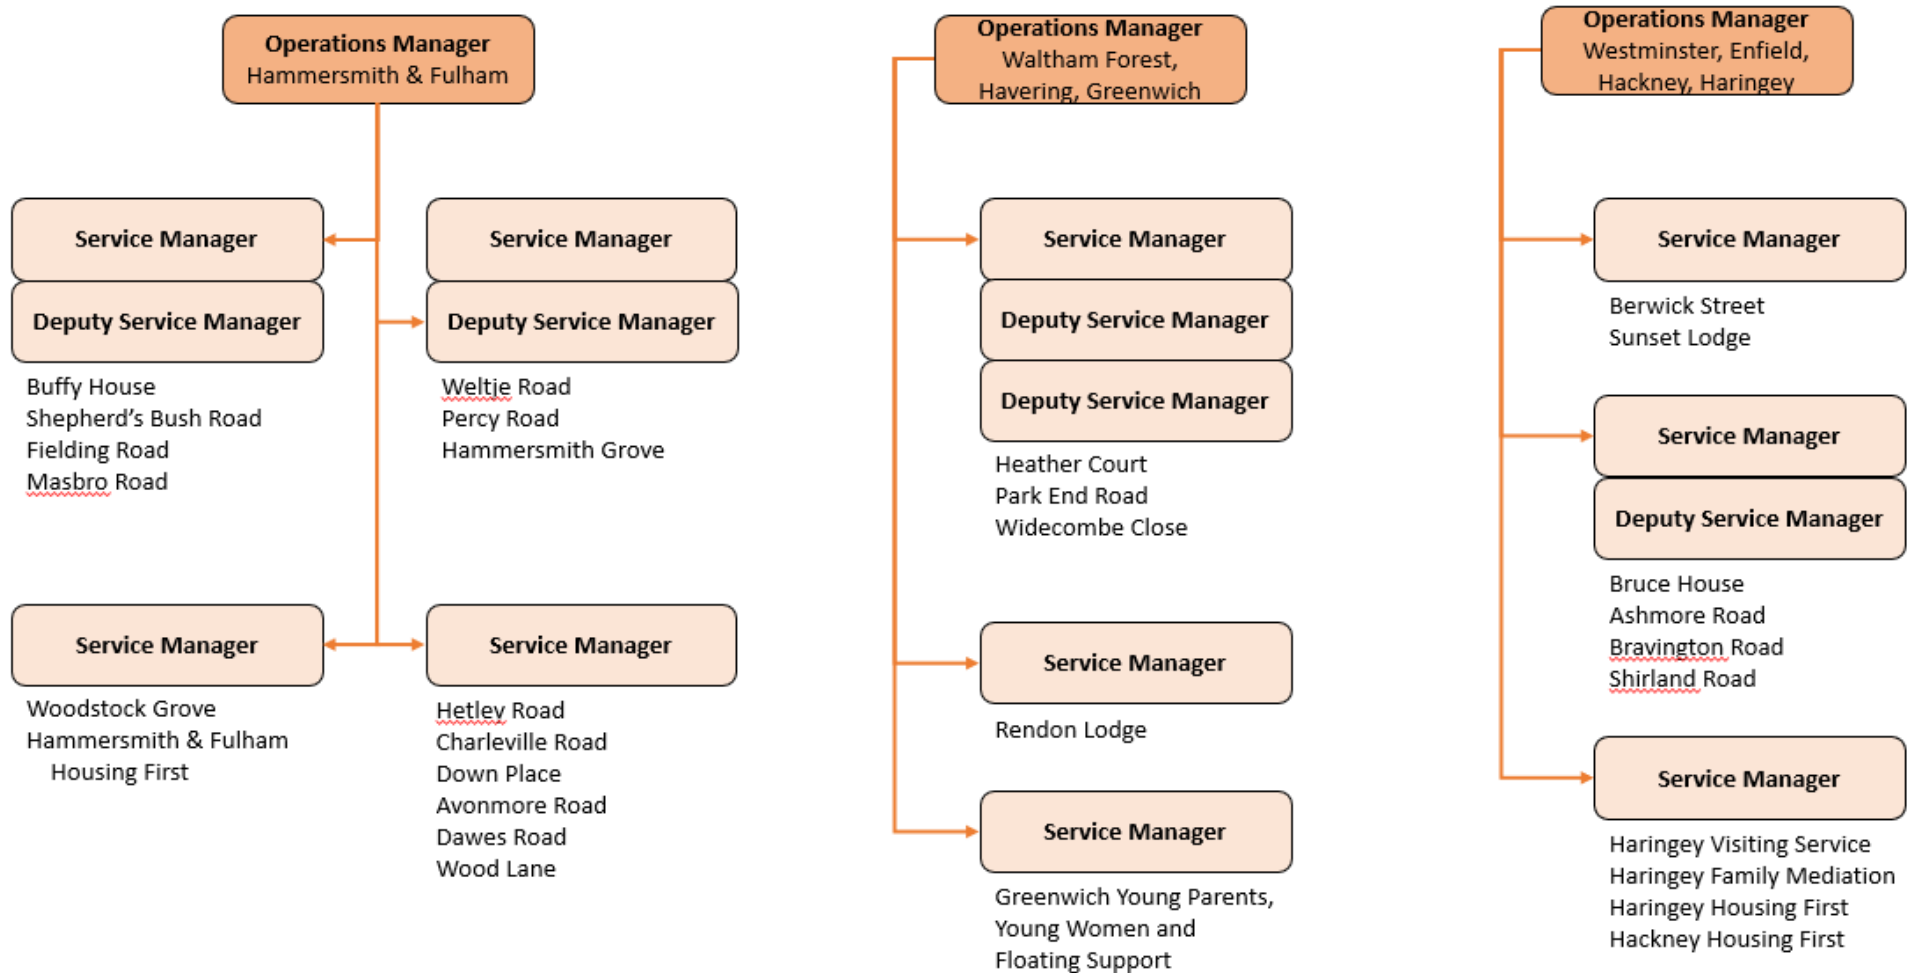 Operations Manager
Hammersmith & Fulham
Service Manager
Deputy Service Manager
Buffy House
Shepherd’s Bush Road
Fielding Road
Masbro Road
Service Manager
Deputy Service Manager
Weltje Road
Percy Road
Hammersmith Grove
Service Manager
Woodstock Grove
Hammersmith & Fulham
Housing First
Service Manager
Hetley Road
Charleville Road
Down Place
Avonmore Road
Dawes Road
Wood Lane
Operations Manager
Waltham Forest,
Havering, Greenwich
Service Manager
Deputy Service Manager
Deputy Service Manager
Heather Court
Park End Road
Widecombe Close
Service Manager
Rendon Lodge
Service Manager
Greenwich Young Parents,
Young Women and
Floating Support
Operations Manager
Westminster, Enfield,
Hackney, Haringey
Service Manager
Berwick Street
Sunset Lodge
Service Manager
Deputy Service Manager
Bruce House
Ashmore Road
Bravington Road
Shirland Road
Service Manager
Haringey Visiting Service
Haringey Family Mediation
Haringey Housing First
Hackney Housing First